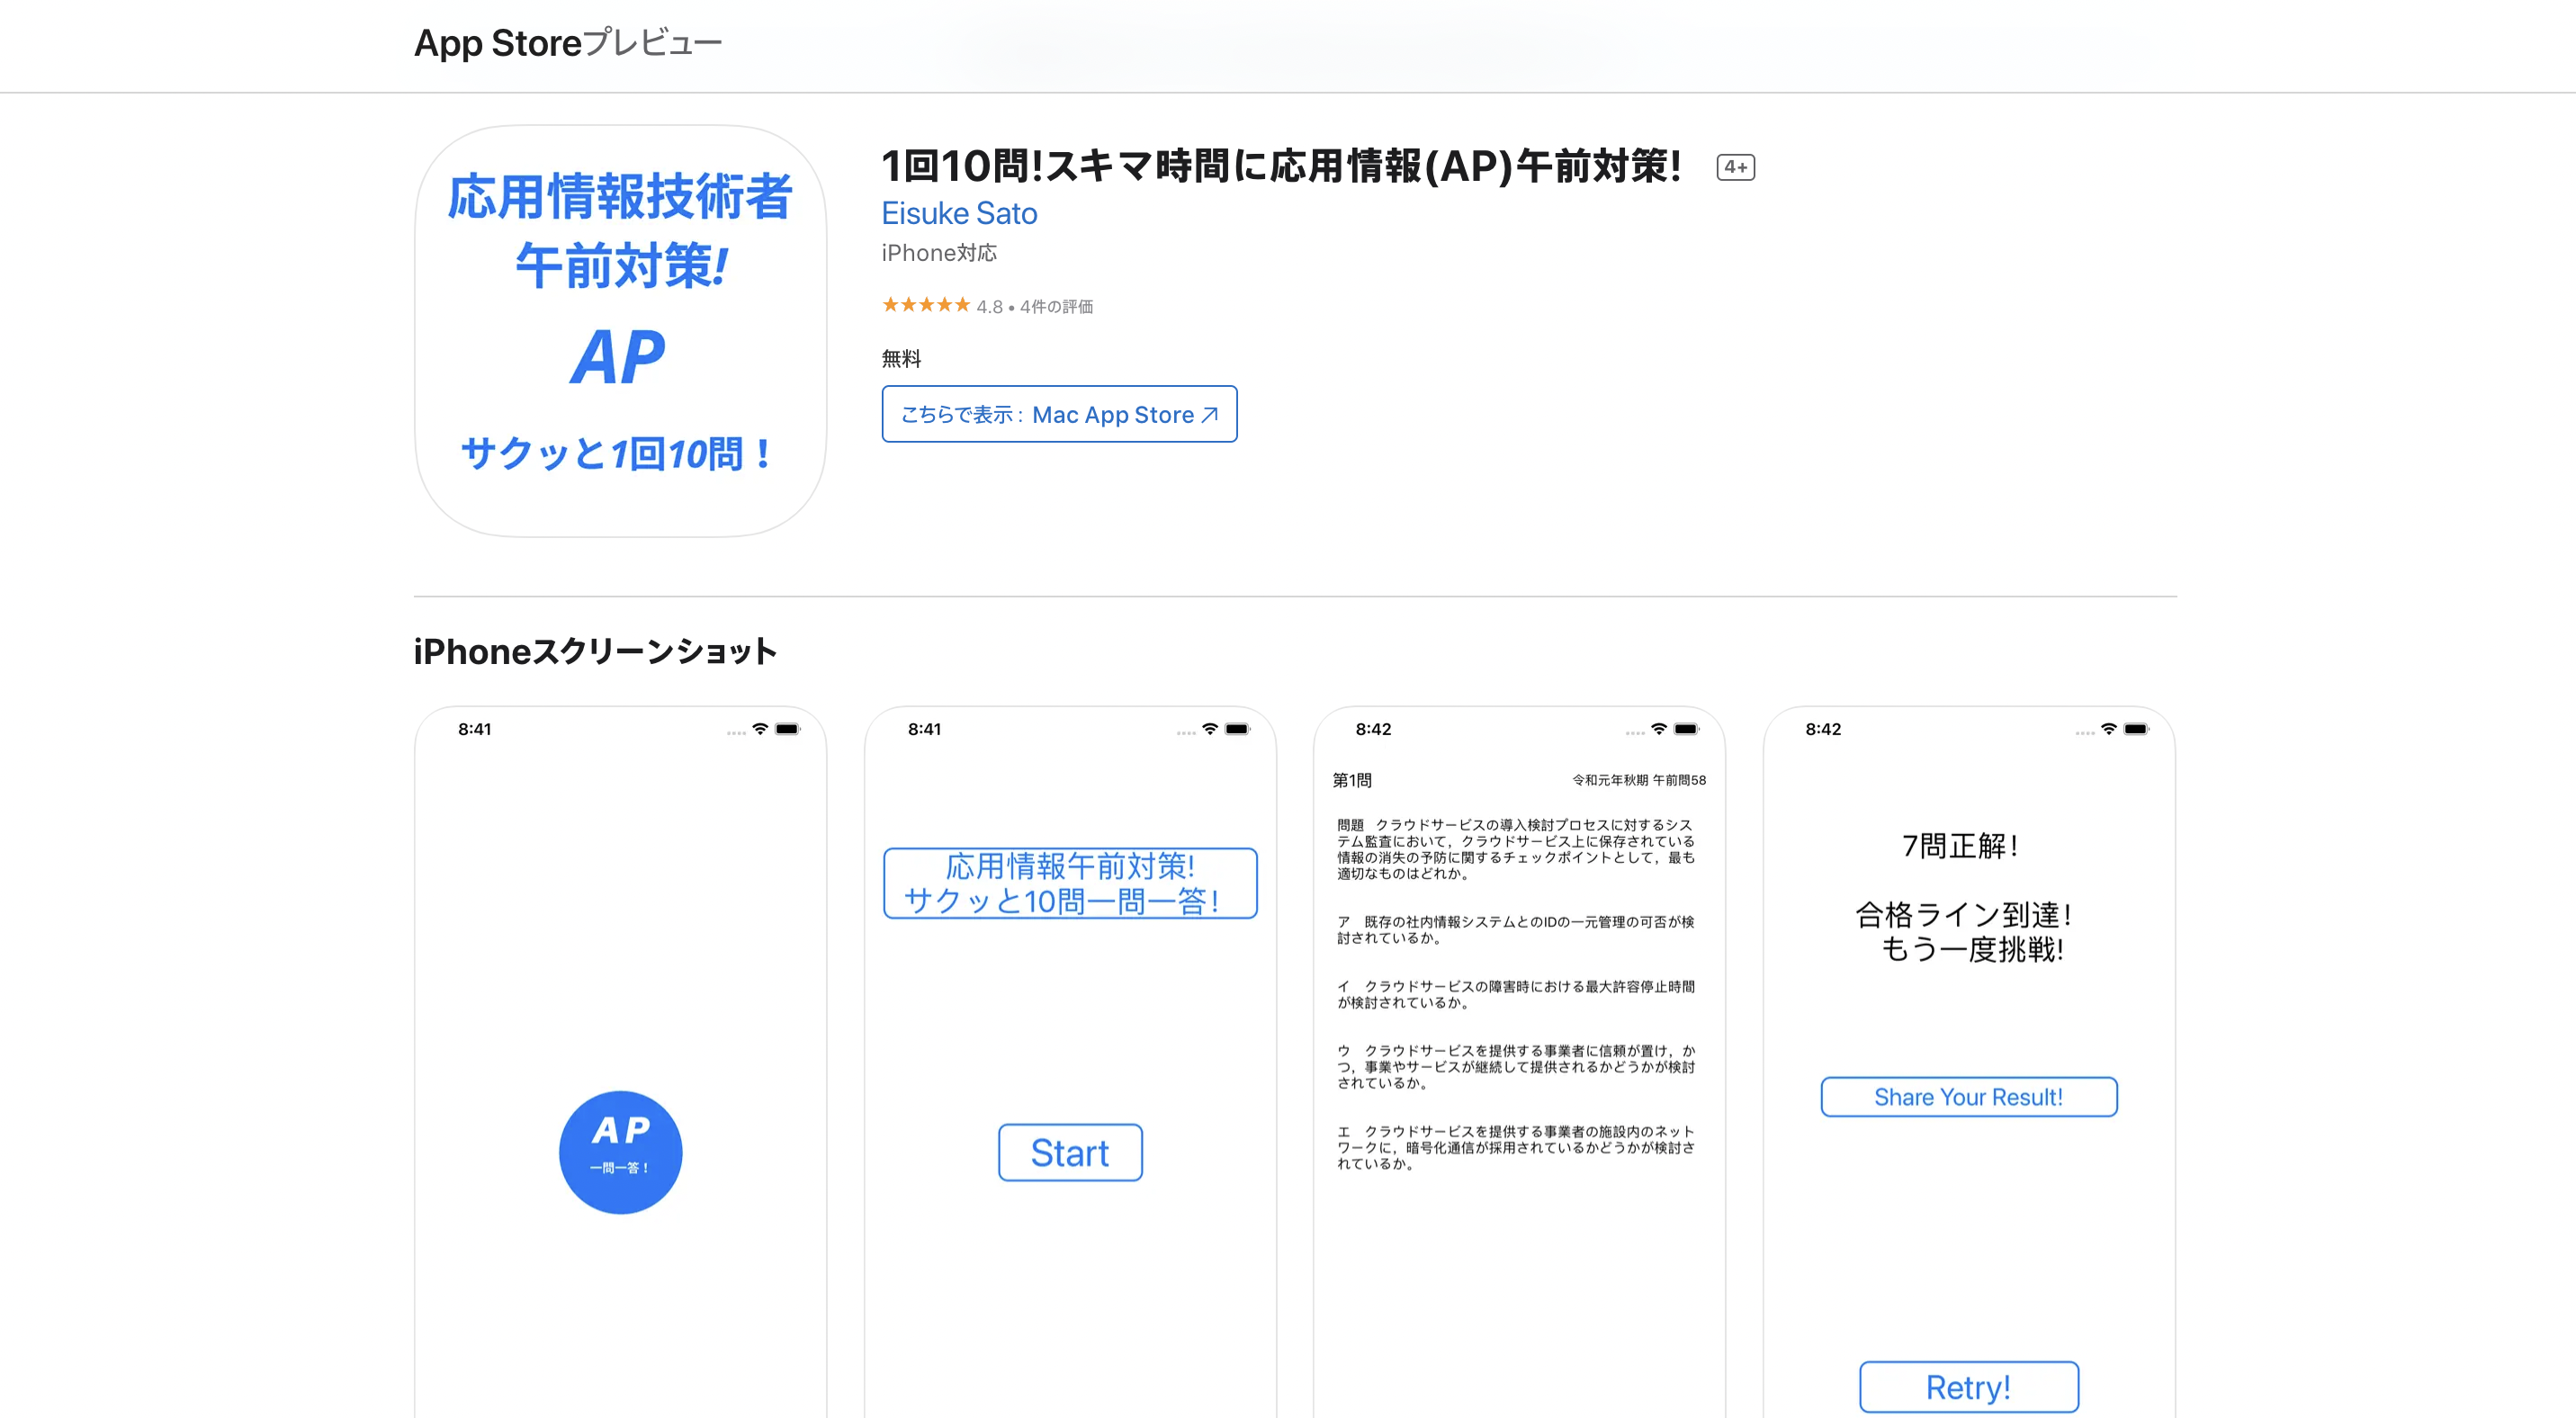 App Storeプレビュー
応用情報技術者
午前対策!
AP
サクッと1回10問！
1回10問!スキマ時間に応用情報(AP)午前対策! 4+
Eisuke Sato
iPhone対応
★★★★★ 4.8 • 4件の評価
無料
こちらで表示：Mac App Store ↗
iPhoneスクリーンショット
8:41
AP
一問一答！
8:41
応用情報午前対策!
サクッと10問一問一答!
Start
8:42
第1問 令和元年秋期 午前問58
問題　クラウドサービスの導入検討プロセスに対するシス
テム監査において，クラウドサービス上に保存されている
情報の消失の予防に関するチェックポイントとして，最も
適切なものはどれか。
ア　既存の社内情報システムとのIDの一元管理の可否が検
討されているか。
イ　クラウドサービスの障害時における最大許容停止時間
が検討されているか。
ウ　クラウドサービスを提供する事業者に信頼が置け，か
つ，事業やサービスが継続して提供されるかどうかが検討
されているか。
エ　クラウドサービスを提供する事業者の施設内のネット
ワークに，暗号化通信が採用されているかどうかが検討さ
れているか。
8:42
7問正解!
合格ライン到達!
もう一度挑戦!
Share Your Result!
Retry!